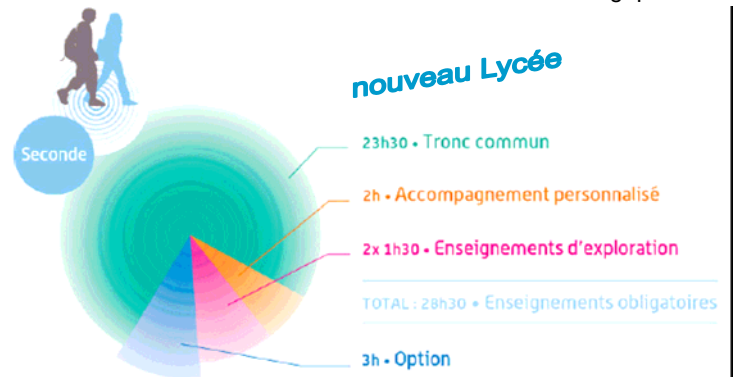 nouveau Lycée
Seconde
23h30 • Tronc commun
2h • Accompagnement personnalisé
2x 1h30 • Enseignements d'exploration
TOTAL : 28h30 • Enseignements obligatoires
3h • Option